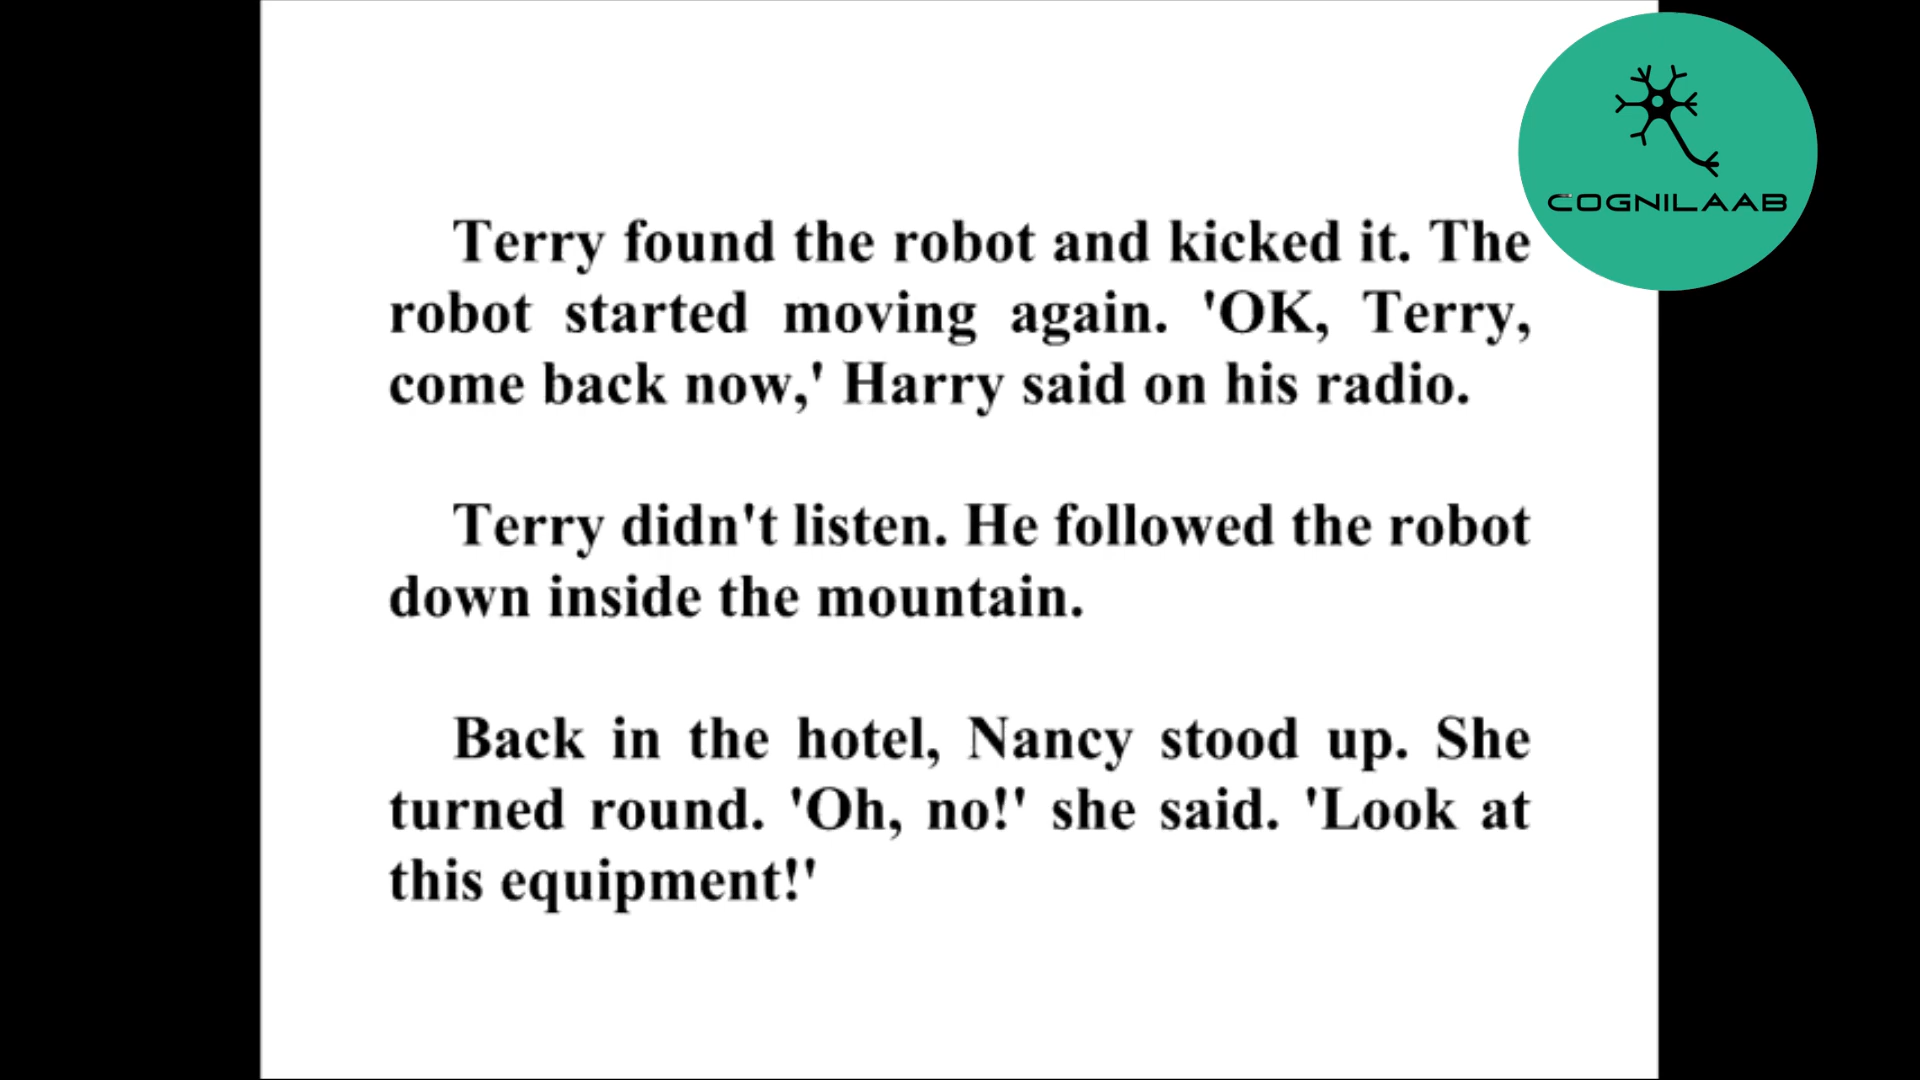 COGNILAAB
Terry found the robot and kicked it. The
robot started moving again. 'OK, Terry,
come back now,' Harry said on his radio.
Terry didn't listen. He followed the robot
down inside the mountain.
Back in the hotel, Nancy stood up. She
turned round. 'Oh, no!' she said. 'Look at
this equipment!'